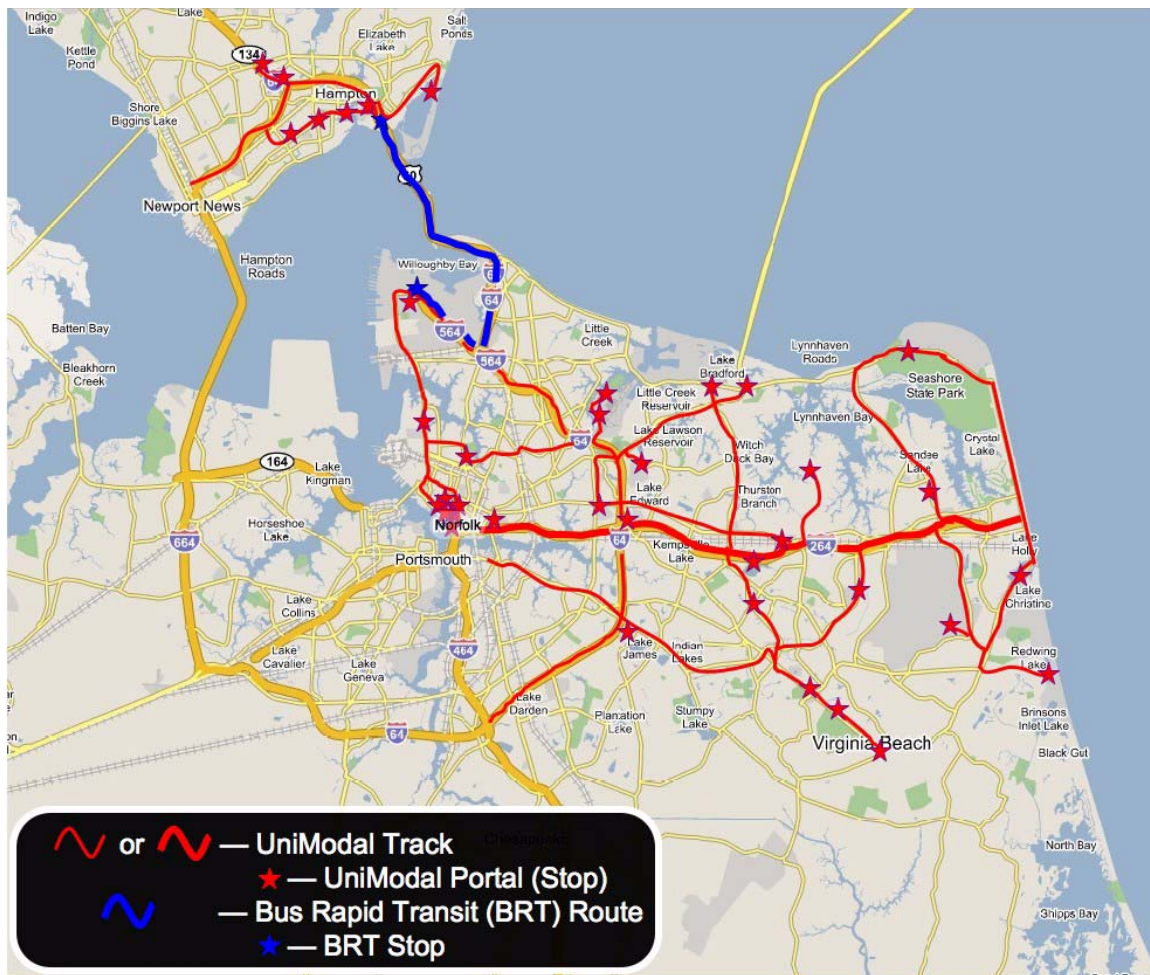 Indigo
Lake
Lake
Kettle
Pond
134
Elizabeth
Lake
Salt
Ponds
64
Hampton
Shore
Biggins Lake
Newport News
Hampton
Roads
Willoughby Bay
64
564
564
Batten Bay
Bleakhorn
Creek
Little
Creek
Lake
Bradford
Lynnhaven
Roads
Seashore
State Park
Little Creek
Reservoir
Lynnhaven Bay
64
Lake Lawson
Reservoir
Witch
Duck Bay
Crystal
Lake
Sandee
Lake
164
Lake
Kingman
Lake
Edward
Thurston
Branch
Horseshoe
Lake
Norfolk
664
64
Kempsville
Lake
264
Lake
Holly
Portsmouth
Lake
Collins
Lake
Christine
Lake
Cavalier
464
Lake
James
Indian
Lakes
Lake
Geneva
Redwing
Lake
Lake
Darden
Plantation
Lake
Stumpy
Lake
Brinsons
Inlet Lake
64
Virginia Beach
Black Gut
Chesapeake
North Bay
Shipps Bay
or — UniModal Track
— UniModal Portal (Stop)
— Bus Rapid Transit (BRT) Route
— BRT Stop